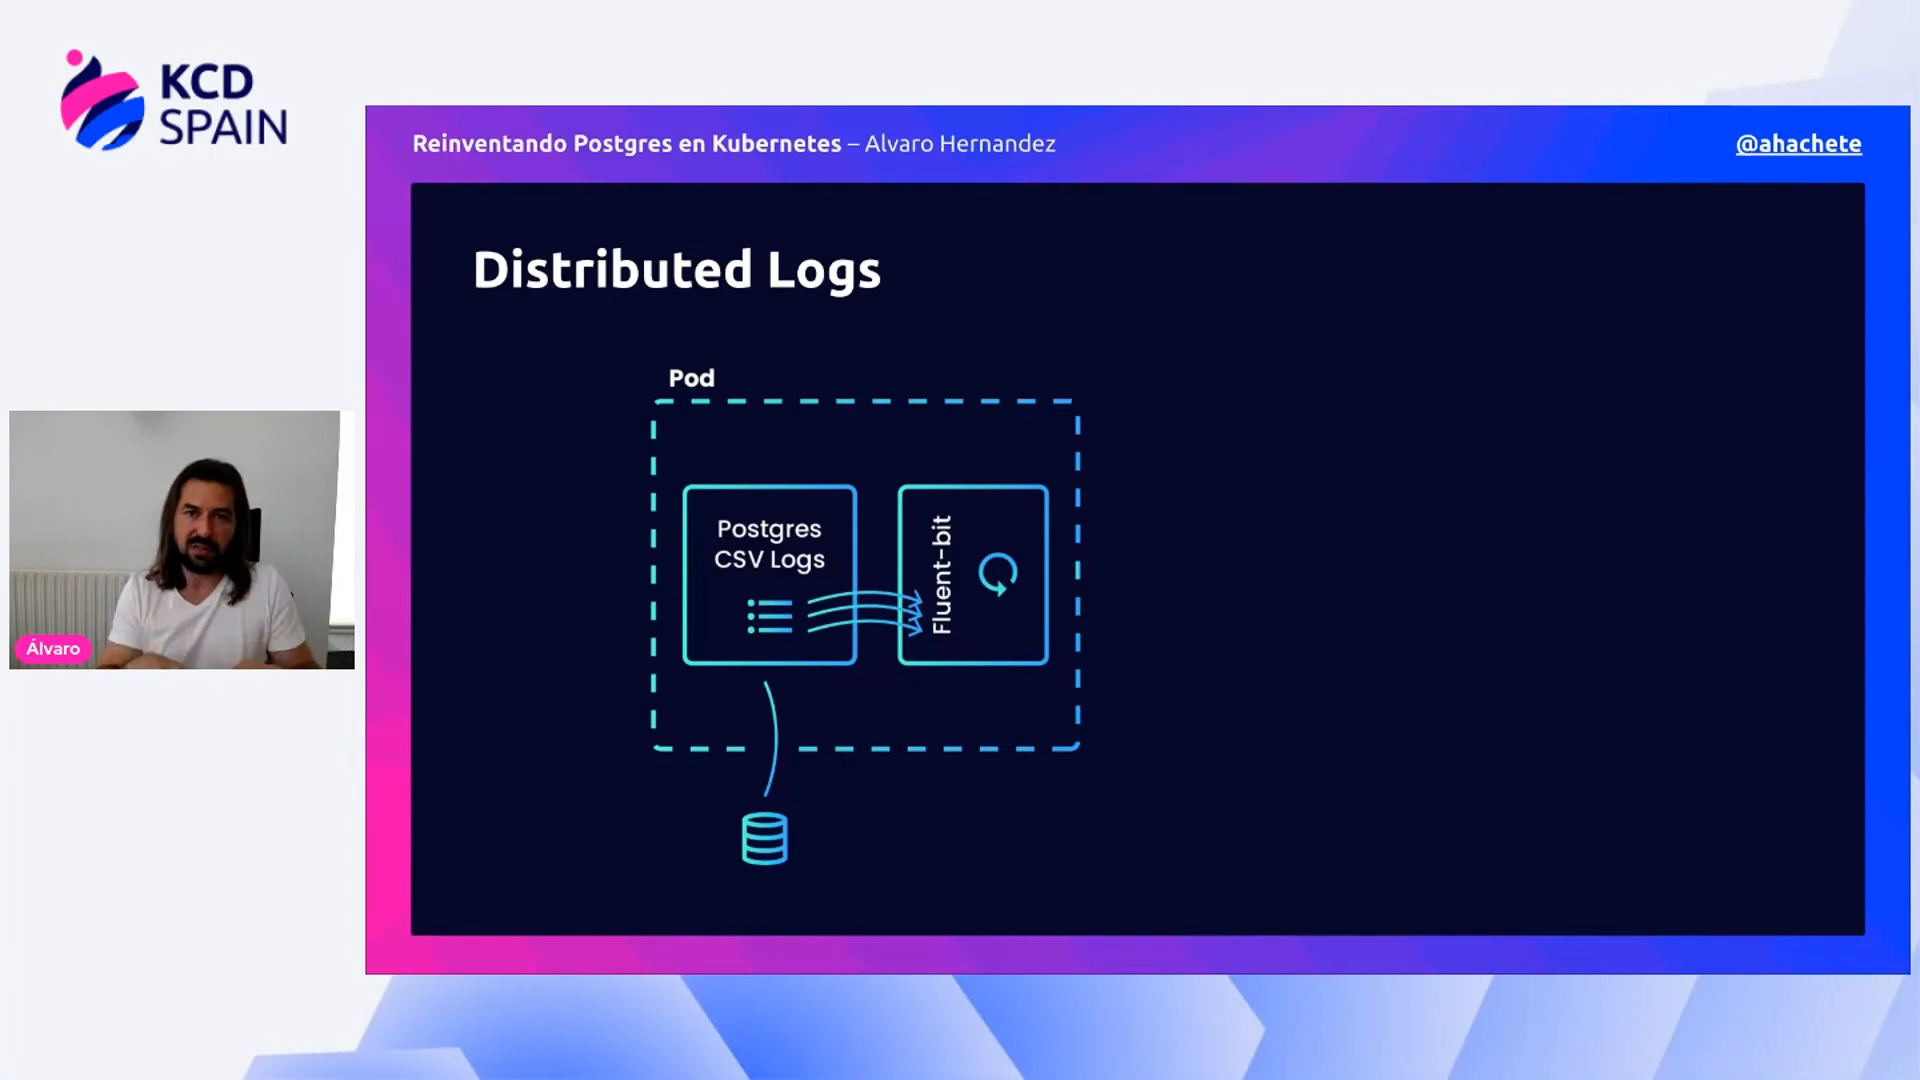 KCD
SPAIN
Reinventando Postgres en Kubernetes – Alvaro Hernandez
@ahachete
Distributed Logs
Pod
Postgres
CSV Logs
Fluent-bit
Álvaro